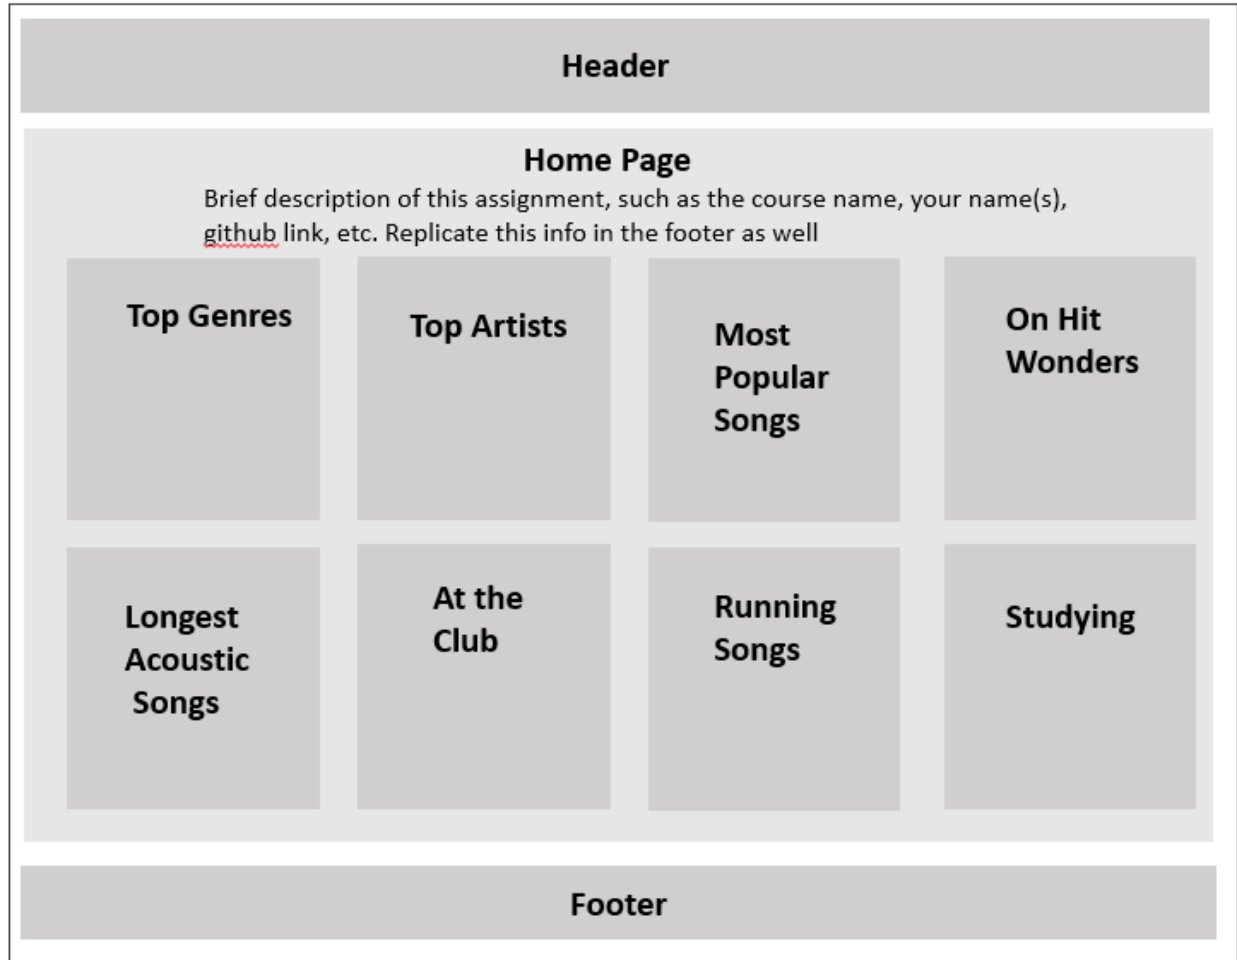 Header
Home Page
Brief description of this assignment, such as the course name, your name(s),
github link, etc. Replicate this info in the footer as well
Top Genres
Top Artists
Most
Popular
Songs
On Hit
Wonders
Longest
Acoustic
Songs
At the
Club
Running
Songs
Studying
Footer